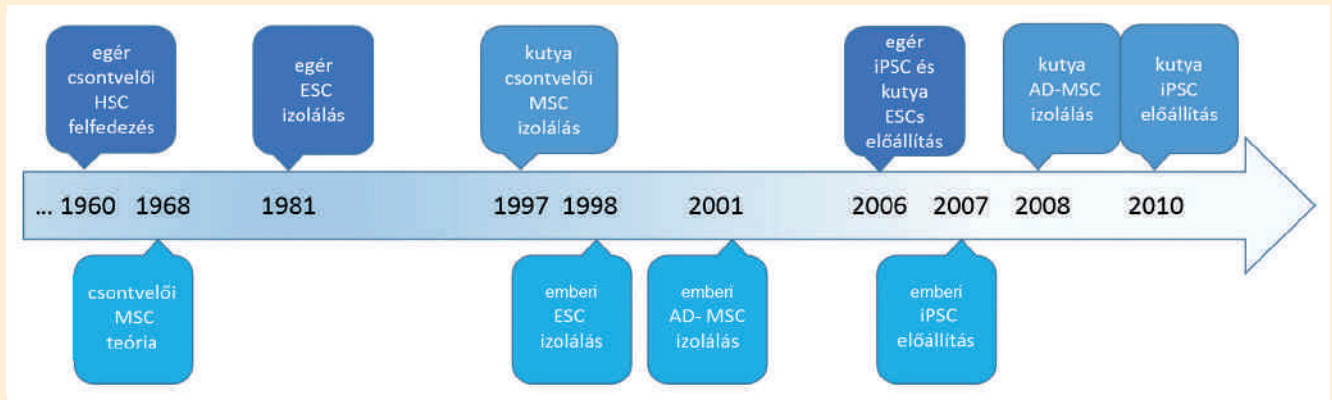 egér
csontvelői
HSC
felfedezés
egér
ESC
izolálás
kutya
csontvelői
MSC
izolálás
egér
iPSC és
kutya
ESCs
előállítás
kutya
AD-MSC
izolálás
kutya
iPSC
előállítás
... 1960 1968 1981 1997 1998 2001 2006 2007 2008 2010
csontvelői
MSC
teória
emberi
ESC
izolálás
emberi
AD- MSC
izolálás
emberi
iPSC
előállítás